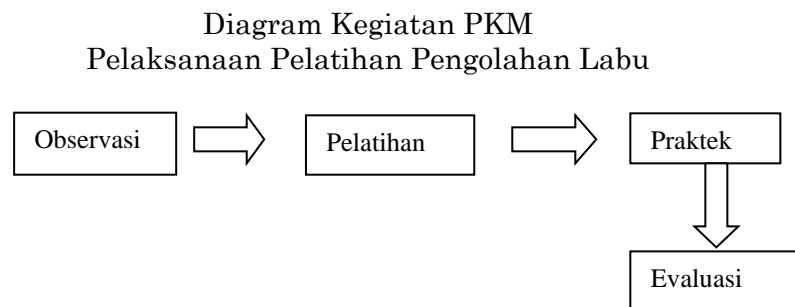 Diagram Kegiatan PKM
Pelaksanaan Pelatihan Pengolahan Labu
Observasi
Pelatihan
Praktek
Evaluasi